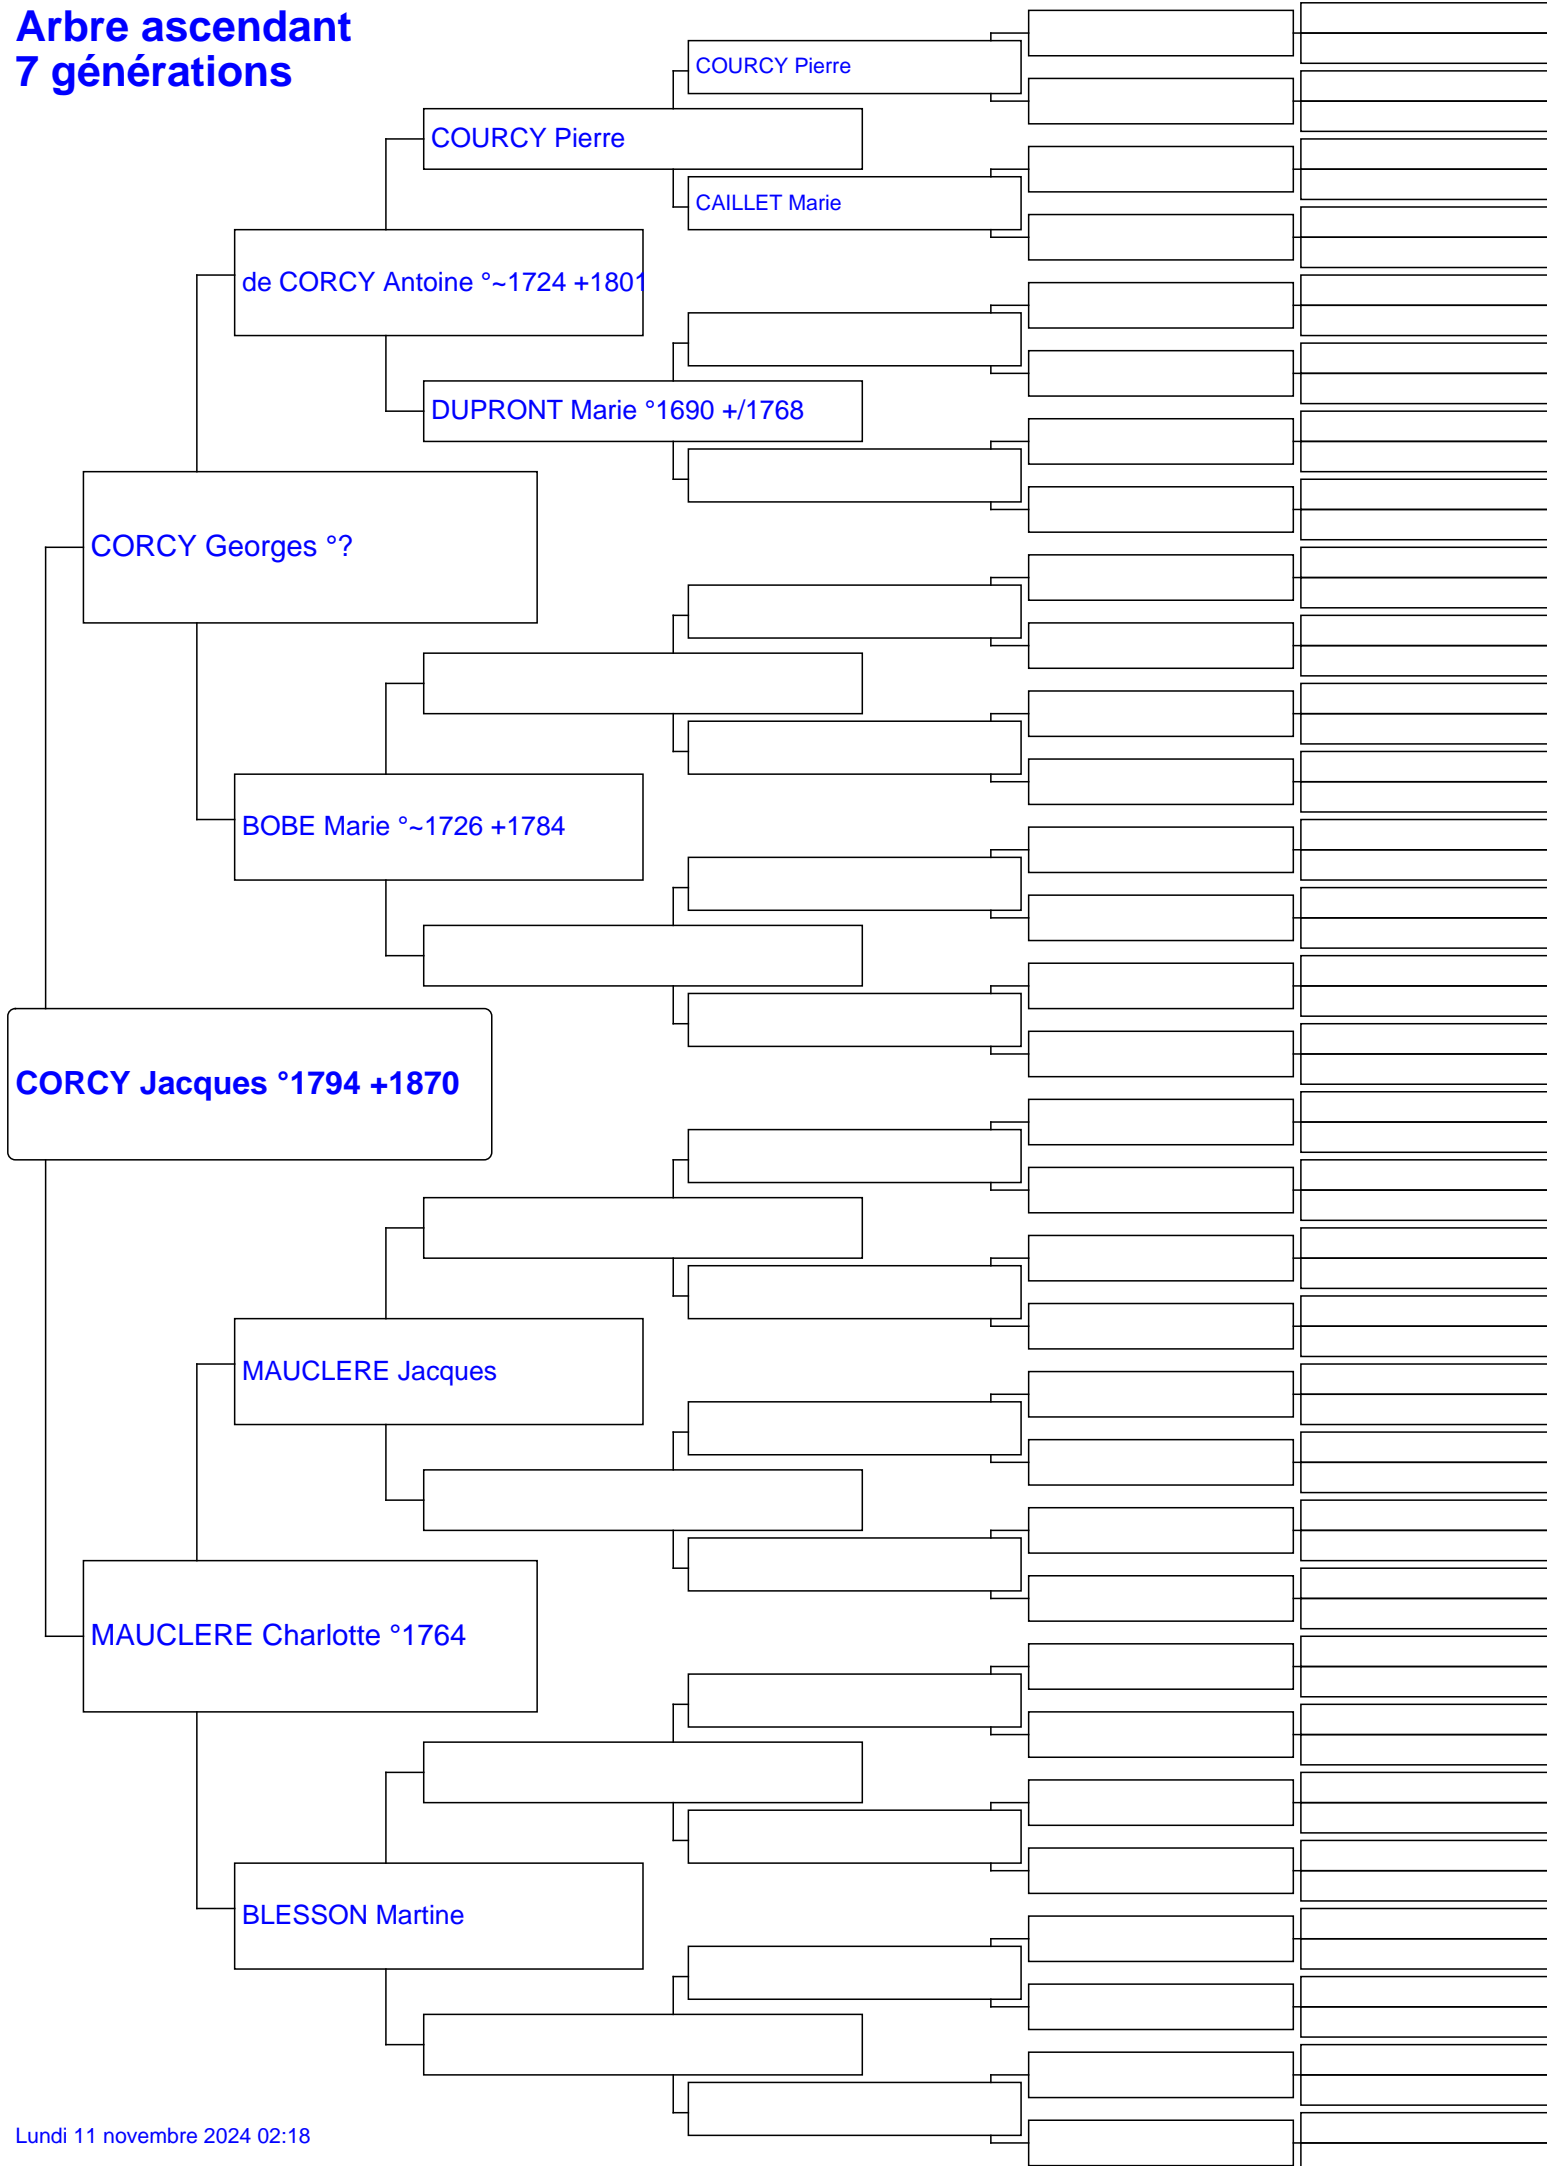 Arbre ascendant
7 générations
COURCY Pierre
COURCY Pierre
CAILLET Marie
de CORCY Antoine °~1724 +1801
DUPRONT Marie °1690 +/1768
CORCY Georges °?
BOBE Marie °~1726 +1784
CORCY Jacques °1794 +1870
MAUCLERE Jacques
MAUCLERE Charlotte °1764
BLESSON Martine
Lundi 11 novembre 2024 02:18